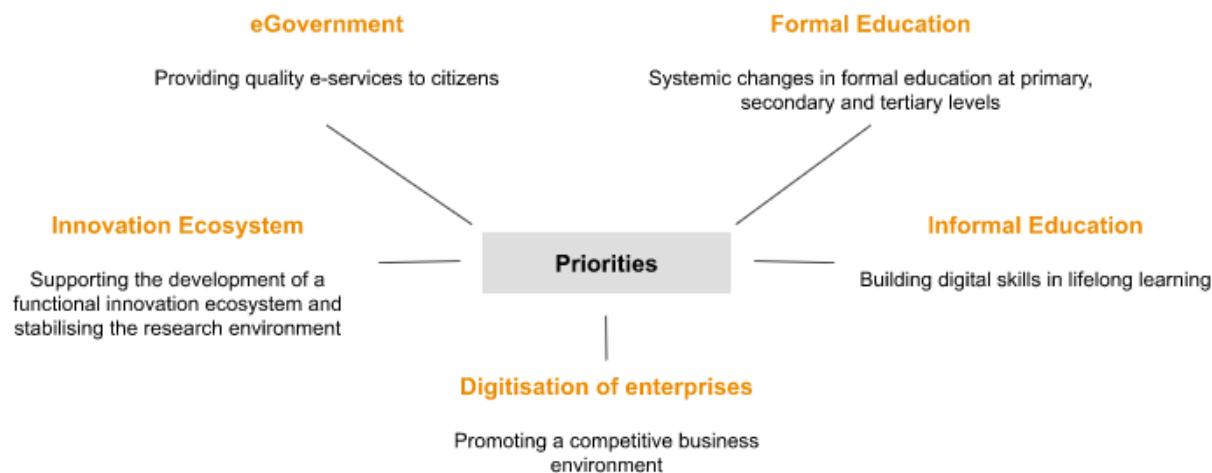 eGovernment
Providing quality e-services to citizens
Formal Education
Systemic changes in formal education at primary,
secondary and tertiary levels
Innovation Ecosystem
Supporting the development of a
functional innovation ecosystem and
stabilising the research environment
Priorities
Informal Education
Building digital skills in lifelong learning
Digitisation of enterprises
Promoting a competitive business
environment